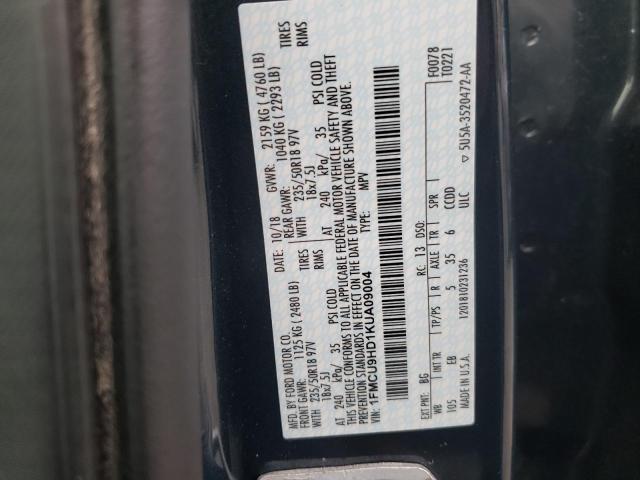 MFD. BY FORD MOTOR CO.
DATE: 10/18 GVWR: 2159 KG ( 4760 LB)
FRONT GAWR: 1125 KG ( 2480 LB) REAR GAWR: 1040 KG ( 2293 LB)
235/50R18 97V TIRES WITH 235/50R18 97V TIRES
18x7.5J RIMS 18x7.5J RIMS
AT 240 kPa/ 35 PSI COLD AT 240 kPa/ 35 PSI COLD
THIS VEHICLE CONFORMS TO ALL APPLICABLE FEDERAL MOTOR VEHICLE SAFETY AND THEFT
PREVENTION STANDARDS IN EFFECT ON THE DATE OF MANUFACTURE SHOWN ABOVE.
VIN: 1FMCU9HD1KUA09004 TYPE: MPV
F0078
T0221
EXT PNT: BG RC: 13 DSO:
WB INT TR TP/PS R AXLE TR SPR
105 EB 5 35 6 CCDD
MADE IN U.S.A. 1201810231236 ULC
▽ 5U5A-3520472-AA